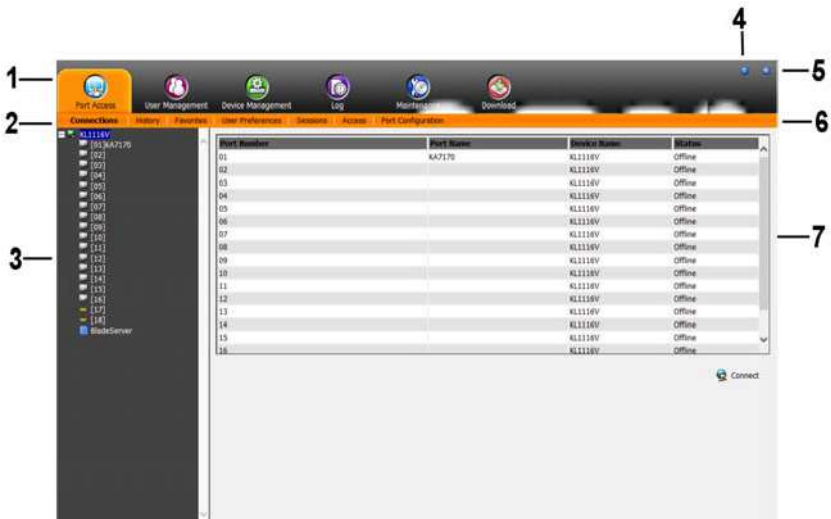 4
1
5
Port Access User Management Device Management Log Maintenance Download
2
Connections History Favorites User Preferences Sessions Access Port Configuration
6
KL1116V
[01]KA7170
[02]
[03]
[04]
[05]
[06]
[07]
[08]
[09]
[10]
[11]
[12]
[13]
[14]
[15]
[16]
[17]
[18]
BladeServer
3
Port Number Port Name Device Name Status
01 KA7170 KL1116V Offline
02 KL1116V Offline
03 KL1116V Offline
04 KL1116V Offline
05 KL1116V Offline
06 KL1116V Offline
07 KL1116V Offline
08 KL1116V Offline
09 KL1116V Offline
10 KL1116V Offline
11 KL1116V Offline
12 KL1116V Offline
13 KL1116V Offline
14 KL1116V Offline
15 KL1116V Offline
16 KL1116V Offline
7
Connect